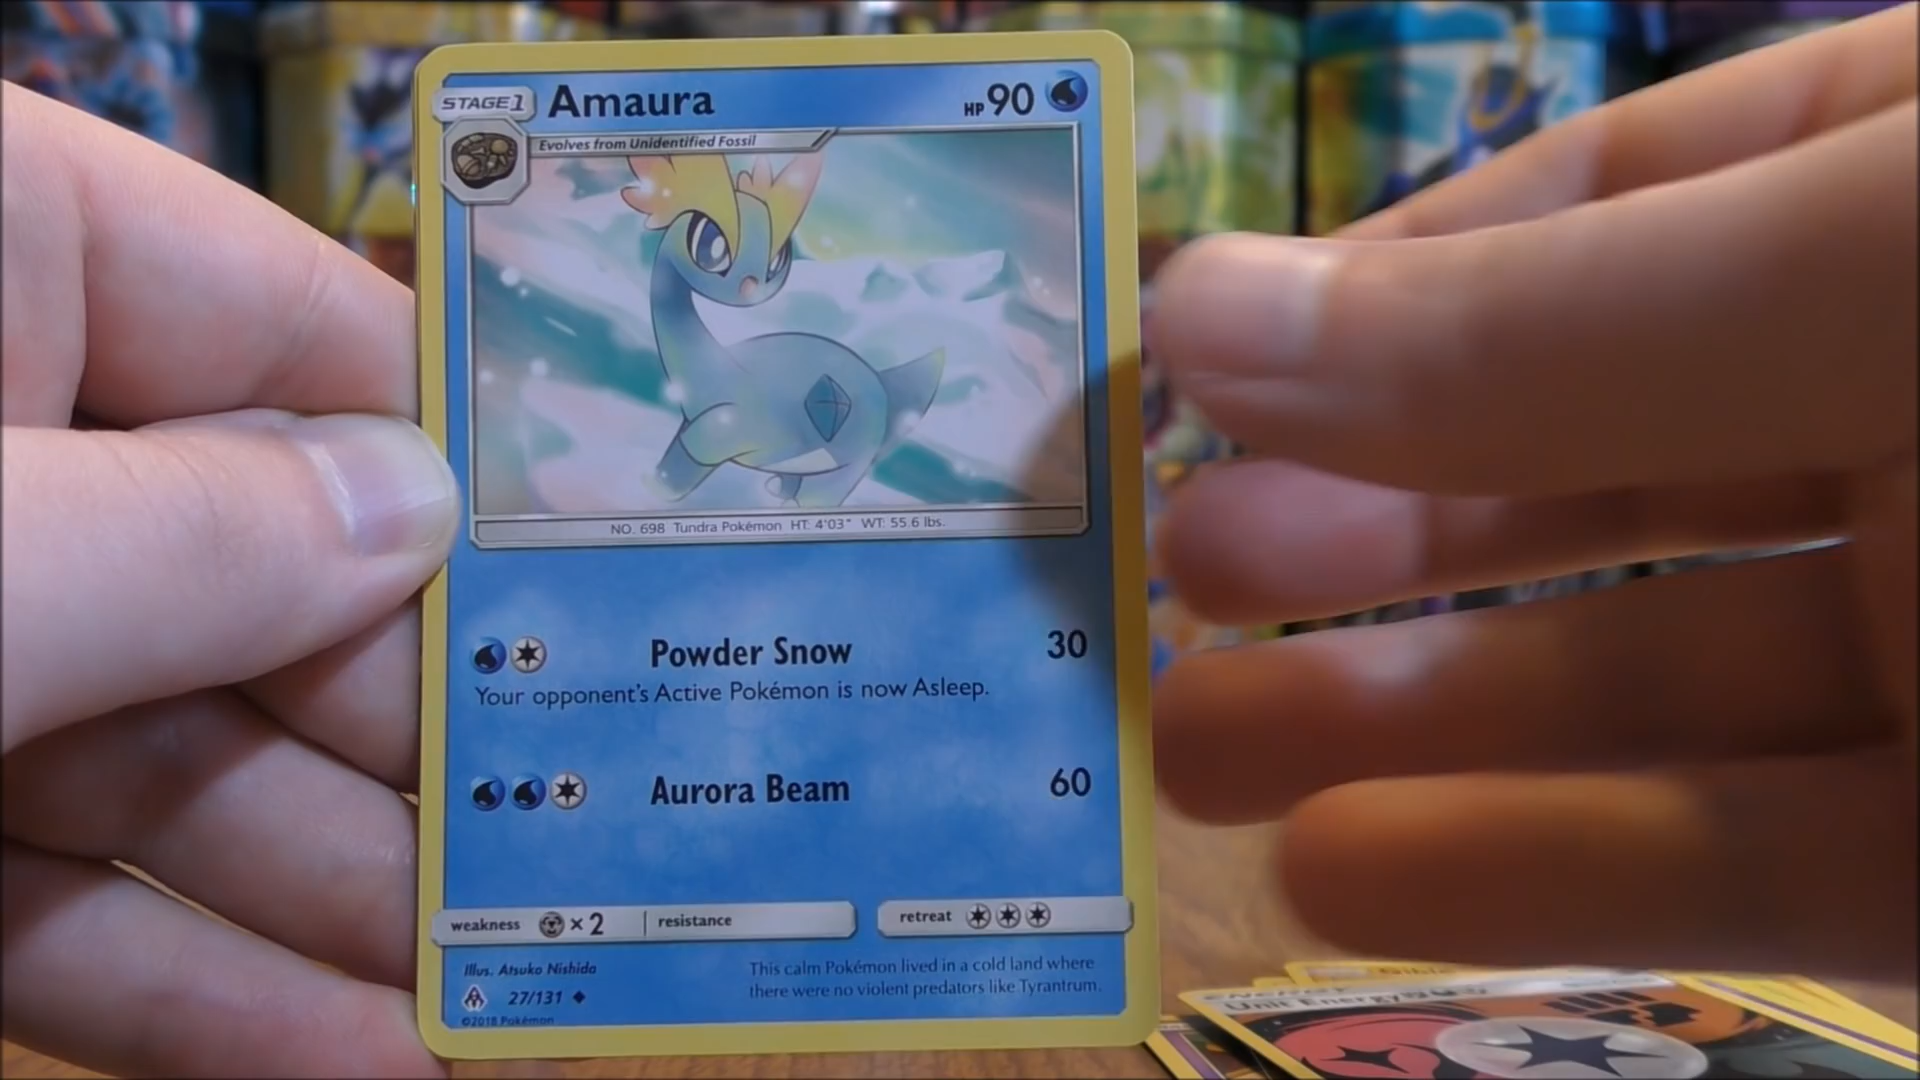 STAGE1 Amaura HP 90
Evolves from Unidentified Fossil
NO. 698 Tundra Pokémon HT: 4'03" WT: 55.6 lbs.
Powder Snow 30
Your opponent's Active Pokémon is now Asleep.
Aurora Beam 60
weakness ×2 resistance retreat
Illus. Atsuko Nishida
27/131
©2018 Pokémon
This calm Pokémon lived in a cold land where
there were no violent predators like Tyrantrum.
ENERGY
Unit Energy